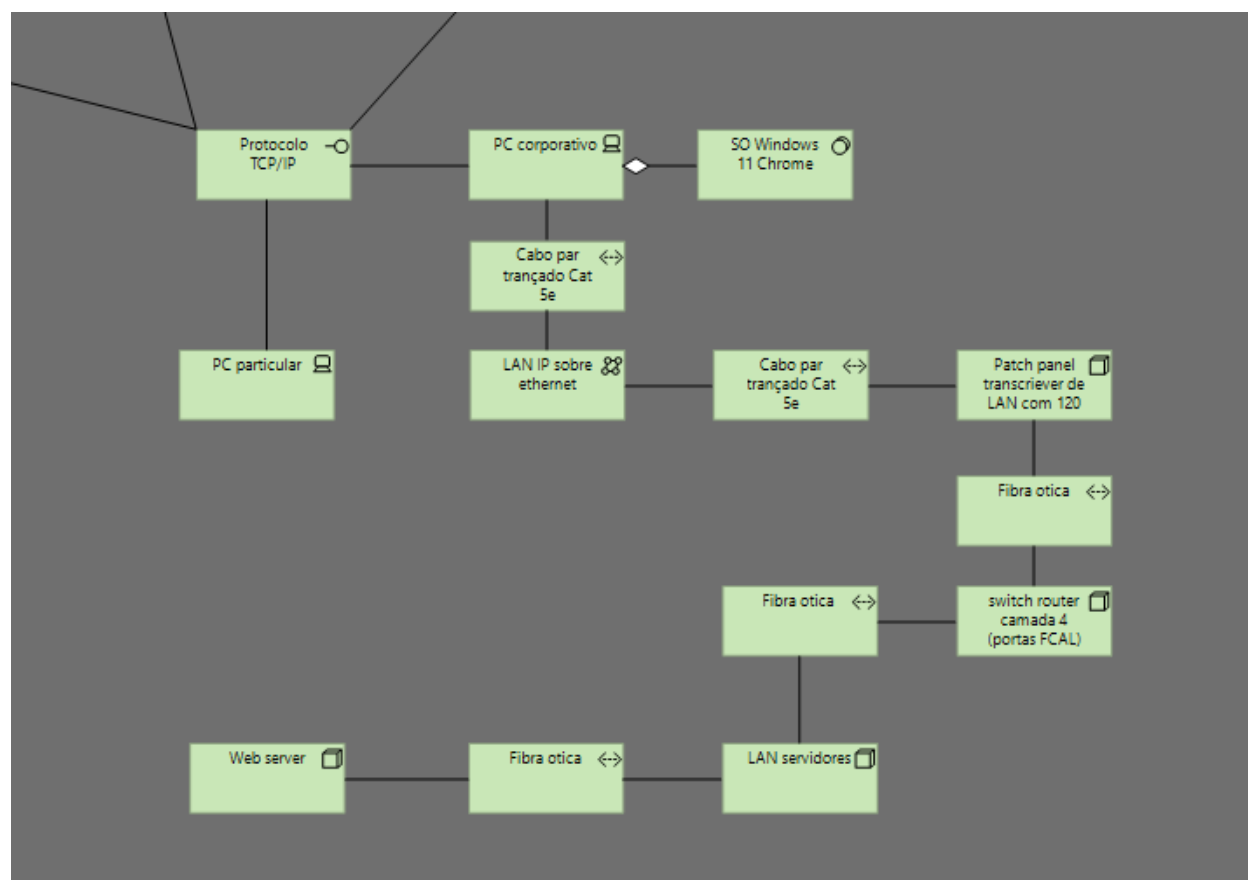 Protocolo
TCP/IP
PC corporativo
SO Windows
11 Chrome
Cabo par
trançado Cat
5e
PC particular
LAN IP sobre
ethernet
Cabo par
trançado Cat
5e
Patch panel
transcriever de
LAN com 120
Fibra otica
Fibra otica
switch router
camada 4
(portas FCAL)
Web server
Fibra otica
LAN servidores